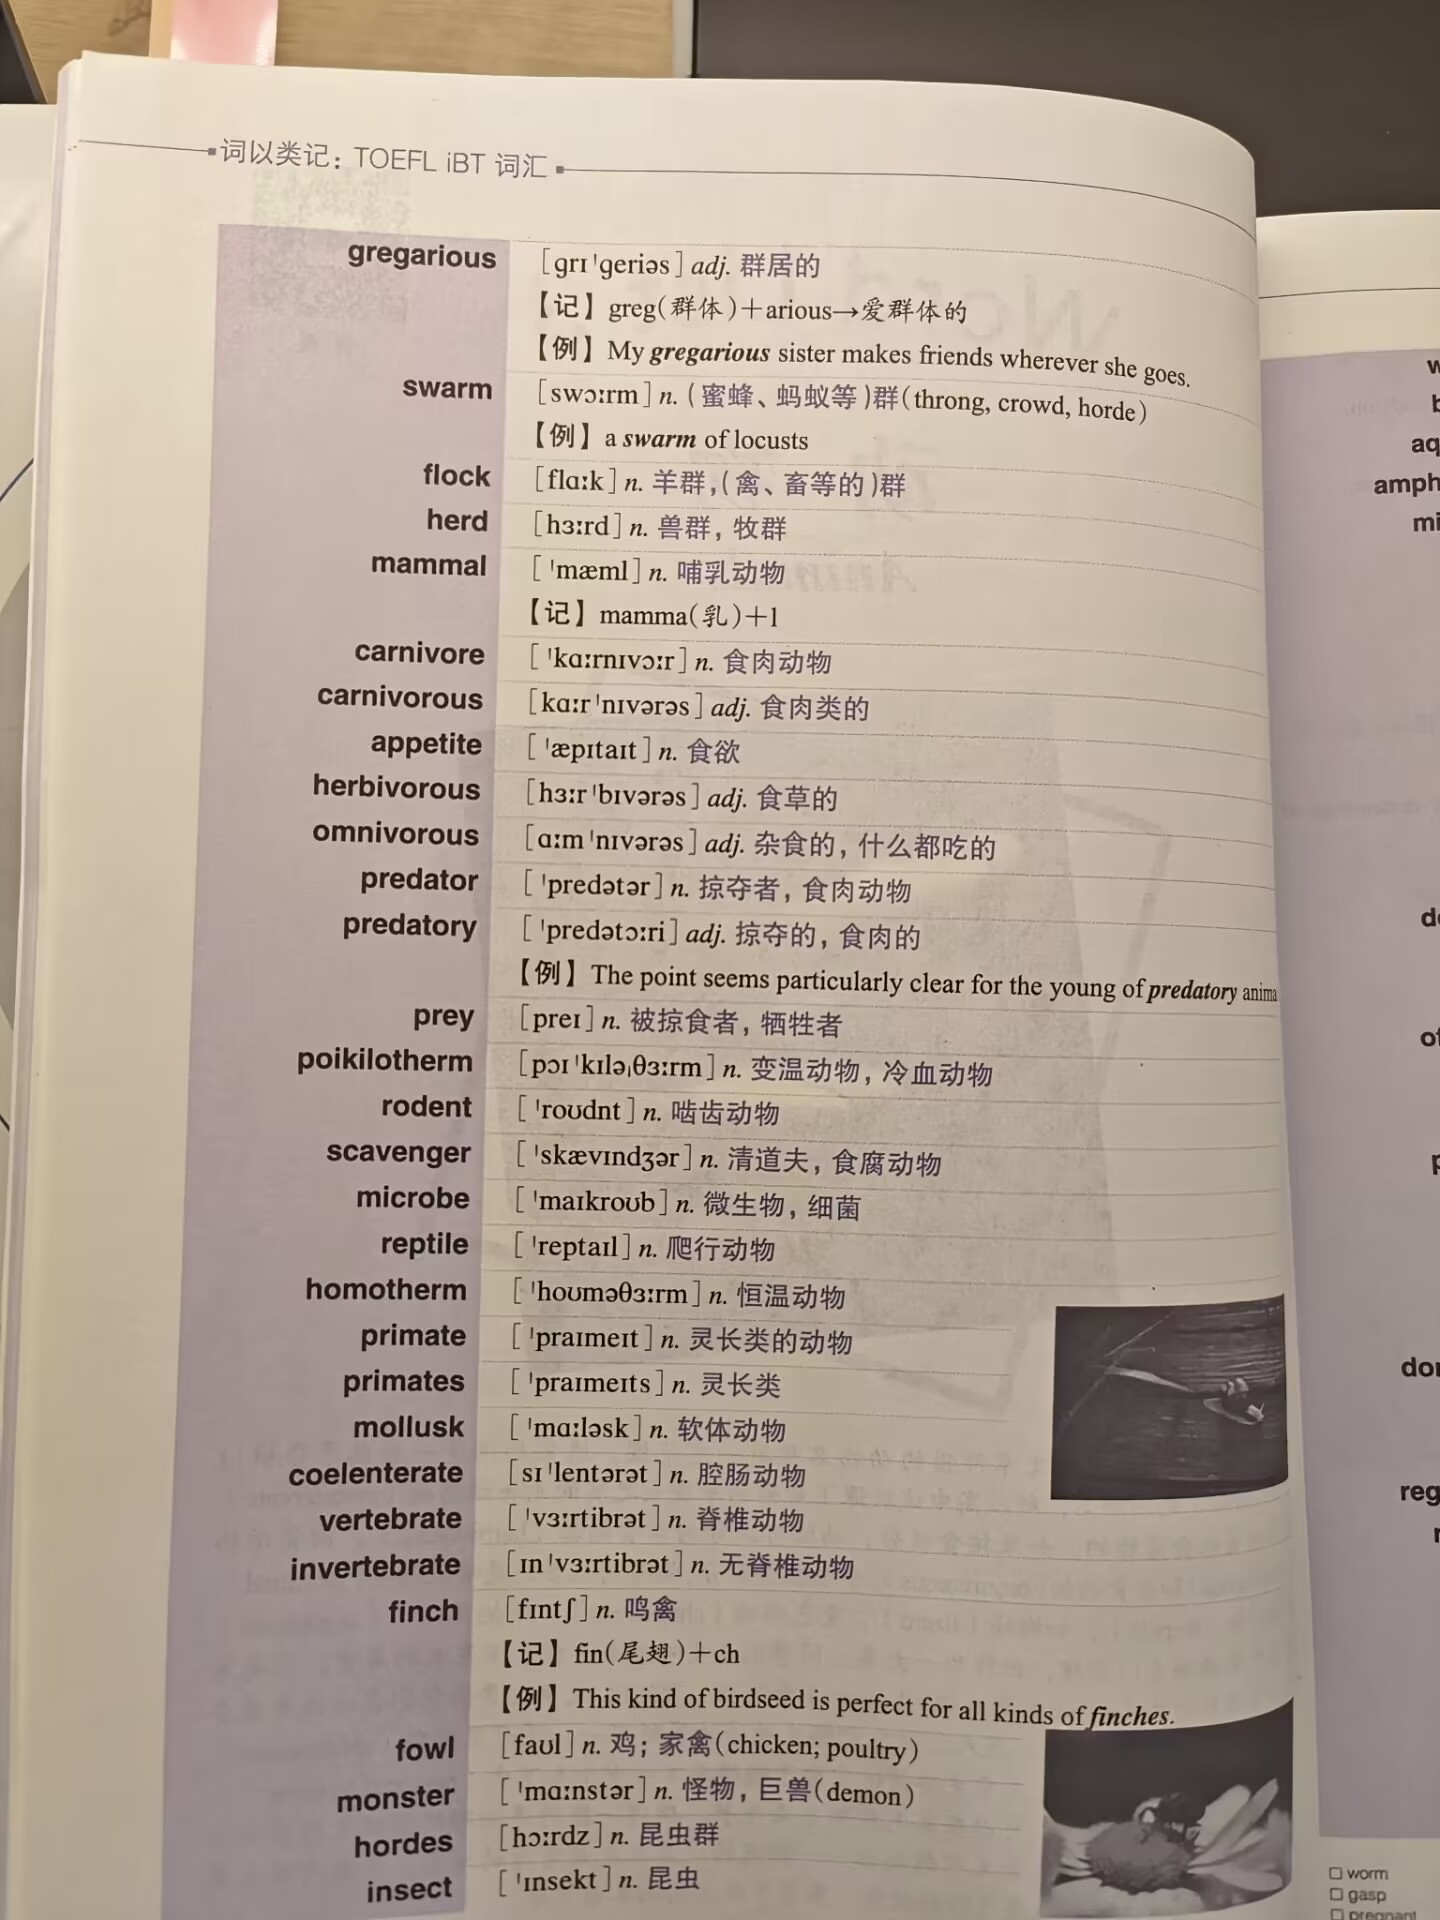 词以类记：TOEFL iBT 词汇
gregarious [ɡrɪˈɡeriəs] adj. 群居的
【记】greg(群体)+arious→爱群体的
【例】My gregarious sister makes friends wherever she goes.
swarm [swɔːrm] n. (蜜蜂、蚂蚁等)群(throng, crowd, horde)
【例】a swarm of locusts
flock [flɑːk] n. 羊群,(禽、畜等的)群
herd [hɜːrd] n. 兽群, 牧群
mammal [ˈmæml] n. 哺乳动物
【记】mamma(乳)+l
carnivore [ˈkɑːrnɪvɔːr] n. 食肉动物
carnivorous [kɑːrˈnɪvərəs] adj. 食肉类的
appetite [ˈæpɪtaɪt] n. 食欲
herbivorous [hɜːrˈbɪvərəs] adj. 食草的
omnivorous [ɑːmˈnɪvərəs] adj. 杂食的, 什么都吃的
predator [ˈpredətər] n. 掠夺者, 食肉动物
predatory [ˈpredətɔːri] adj. 掠夺的, 食肉的
【例】The point seems particularly clear for the young of predatory anima
prey [preɪ] n. 被掠食者, 牺牲者
poikilotherm [pɔɪˈkɪləˌθɜːrm] n. 变温动物, 冷血动物
rodent [ˈroʊdnt] n. 啮齿动物
scavenger [ˈskævɪndʒər] n. 清道夫, 食腐动物
microbe [ˈmaɪkroʊb] n. 微生物, 细菌
reptile [ˈreptaɪl] n. 爬行动物
homotherm [ˈhoʊməθɜːrm] n. 恒温动物
primate [ˈpraɪmeɪt] n. 灵长类的动物
primates [ˈpraɪmeɪts] n. 灵长类
mollusk [ˈmɑːləsk] n. 软体动物
coelenterate [sɪˈlentərət] n. 腔肠动物
vertebrate [ˈvɜːrtibrət] n. 脊椎动物
invertebrate [ɪnˈvɜːrtibrət] n. 无脊椎动物
finch [fɪntʃ] n. 鸣禽
【记】fin(尾翅)+ch
【例】This kind of birdseed is perfect for all kinds of finches.
fowl [faʊl] n. 鸡; 家禽(chicken; poultry)
monster [ˈmɑːnstər] n. 怪物, 巨兽(demon)
hordes [hɔːrdz] n. 昆虫群
insect [ˈɪnsekt] n. 昆虫
aq
amph
mi
dor
reg
□ worm
□ gasp
□ pregnant